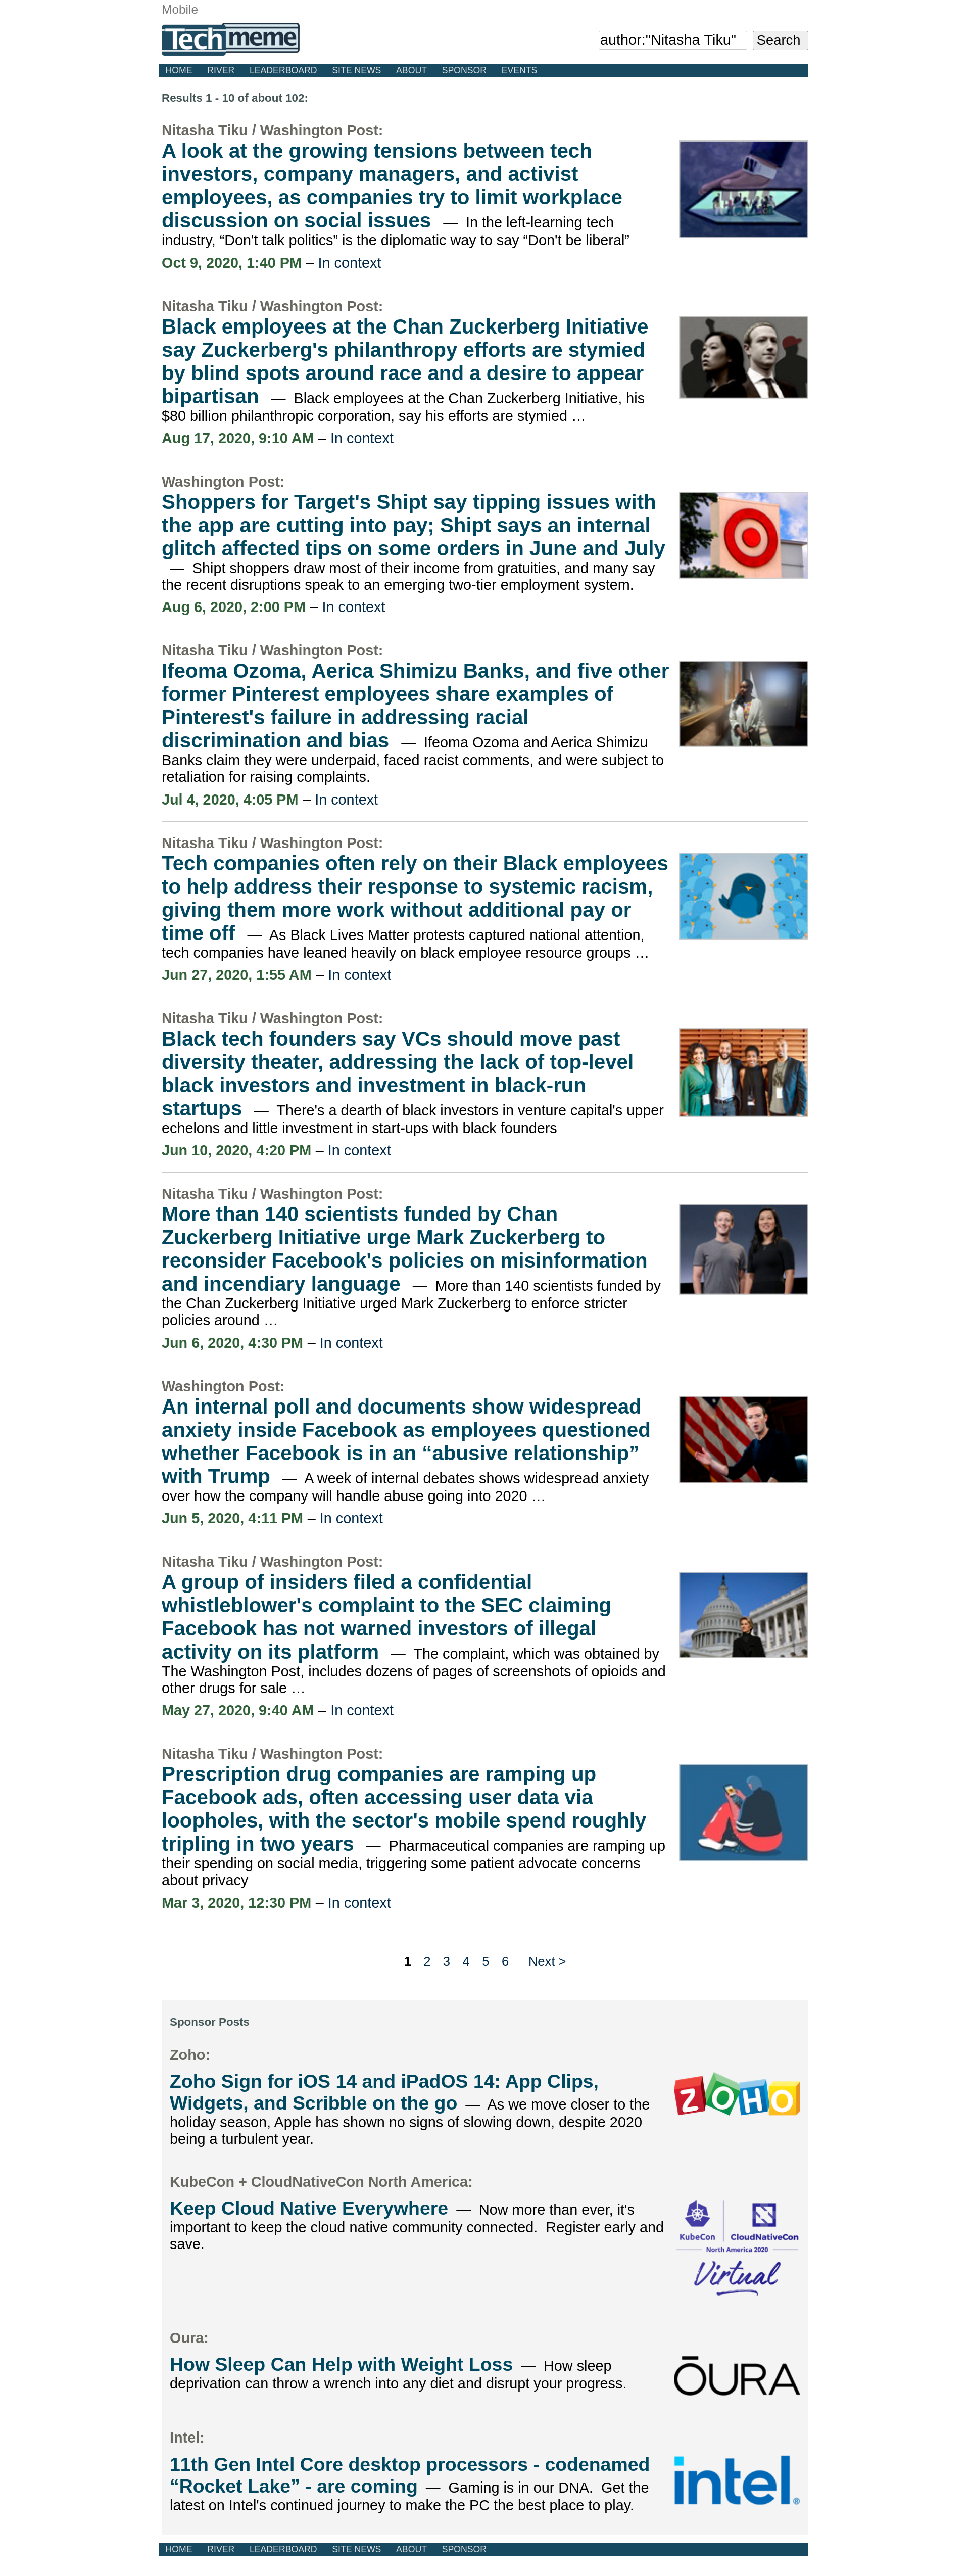 Mobile
Techmeme
author:"Nitasha Tiku" Search
HOME RIVER LEADERBOARD SITE NEWS ABOUT SPONSOR EVENTS
Results 1 - 10 of about 102:
Nitasha Tiku / Washington Post:
A look at the growing tensions between tech
investors, company managers, and activist
employees, as companies try to limit workplace
discussion on social issues — In the left-learning tech
industry, “Don't talk politics” is the diplomatic way to say “Don't be liberal”
Oct 9, 2020, 1:40 PM – In context
Nitasha Tiku / Washington Post:
Black employees at the Chan Zuckerberg Initiative
say Zuckerberg's philanthropy efforts are stymied
by blind spots around race and a desire to appear
bipartisan — Black employees at the Chan Zuckerberg Initiative, his
$80 billion philanthropic corporation, say his efforts are stymied …
Aug 17, 2020, 9:10 AM – In context
Washington Post:
Shoppers for Target's Shipt say tipping issues with
the app are cutting into pay; Shipt says an internal
glitch affected tips on some orders in June and July
— Shipt shoppers draw most of their income from gratuities, and many say
the recent disruptions speak to an emerging two-tier employment system.
Aug 6, 2020, 2:00 PM – In context
Nitasha Tiku / Washington Post:
Ifeoma Ozoma, Aerica Shimizu Banks, and five other
former Pinterest employees share examples of
Pinterest's failure in addressing racial
discrimination and bias — Ifeoma Ozoma and Aerica Shimizu
Banks claim they were underpaid, faced racist comments, and were subject to
retaliation for raising complaints.
Jul 4, 2020, 4:05 PM – In context
Nitasha Tiku / Washington Post:
Tech companies often rely on their Black employees
to help address their response to systemic racism,
giving them more work without additional pay or
time off — As Black Lives Matter protests captured national attention,
tech companies have leaned heavily on black employee resource groups …
Jun 27, 2020, 1:55 AM – In context
Nitasha Tiku / Washington Post:
Black tech founders say VCs should move past
diversity theater, addressing the lack of top-level
black investors and investment in black-run
startups — There's a dearth of black investors in venture capital's upper
echelons and little investment in start-ups with black founders
Jun 10, 2020, 4:20 PM – In context
Nitasha Tiku / Washington Post:
More than 140 scientists funded by Chan
Zuckerberg Initiative urge Mark Zuckerberg to
reconsider Facebook's policies on misinformation
and incendiary language — More than 140 scientists funded by
the Chan Zuckerberg Initiative urged Mark Zuckerberg to enforce stricter
policies around …
Jun 6, 2020, 4:30 PM – In context
Washington Post:
An internal poll and documents show widespread
anxiety inside Facebook as employees questioned
whether Facebook is in an “abusive relationship”
with Trump — A week of internal debates shows widespread anxiety
over how the company will handle abuse going into 2020 …
Jun 5, 2020, 4:11 PM – In context
Nitasha Tiku / Washington Post:
A group of insiders filed a confidential
whistleblower's complaint to the SEC claiming
Facebook has not warned investors of illegal
activity on its platform — The complaint, which was obtained by
The Washington Post, includes dozens of pages of screenshots of opioids and
other drugs for sale …
May 27, 2020, 9:40 AM – In context
Nitasha Tiku / Washington Post:
Prescription drug companies are ramping up
Facebook ads, often accessing user data via
loopholes, with the sector's mobile spend roughly
tripling in two years — Pharmaceutical companies are ramping up
their spending on social media, triggering some patient advocate concerns
about privacy
Mar 3, 2020, 12:30 PM – In context
1 2 3 4 5 6 Next >
Sponsor Posts
Zoho:
Zoho Sign for iOS 14 and iPadOS 14: App Clips,
Widgets, and Scribble on the go — As we move closer to the
holiday season, Apple has shown no signs of slowing down, despite 2020
being a turbulent year.
ZOHO
KubeCon + CloudNativeCon North America:
Keep Cloud Native Everywhere — Now more than ever, it's
important to keep the cloud native community connected. Register early and
save.
KubeCon CloudNativeCon
North America 2020
Virtual
Oura:
How Sleep Can Help with Weight Loss — How sleep
deprivation can throw a wrench into any diet and disrupt your progress.
ŌURA
Intel:
11th Gen Intel Core desktop processors - codenamed
“Rocket Lake” - are coming — Gaming is in our DNA. Get the
latest on Intel's continued journey to make the PC the best place to play.
intel.
HOME RIVER LEADERBOARD SITE NEWS ABOUT SPONSOR